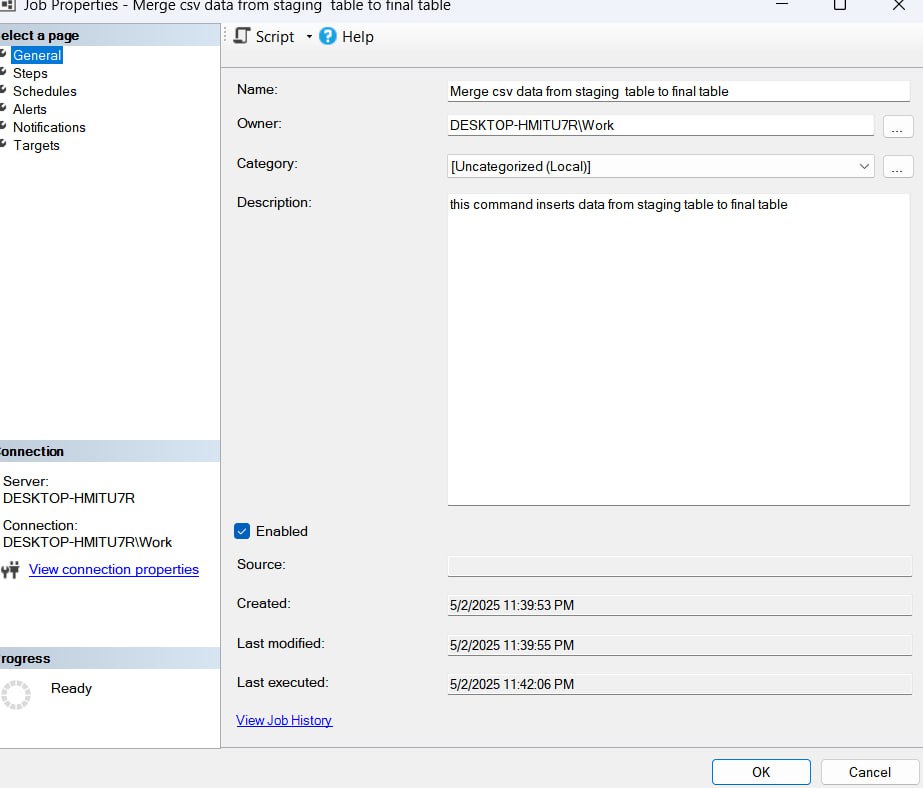 Job Properties - Merge csv data from staging  table to final table
elect a page
General
Steps
Schedules
Alerts
Notifications
Targets
Script
Help
Name:
Merge csv data from staging  table to final table
Owner:
DESKTOP-HMITU7R\Work
...
Category:
[Uncategorized (Local)]
...
Description:
this command inserts data from staging table to final table
Enabled
Source:
Created:
5/2/2025 11:39:53 PM
Last modified:
5/2/2025 11:39:55 PM
Last executed:
5/2/2025 11:42:06 PM
View Job History
onnection
Server:
DESKTOP-HMITU7R
Connection:
DESKTOP-HMITU7R\Work
View connection properties
rogress
Ready
OK
Cancel